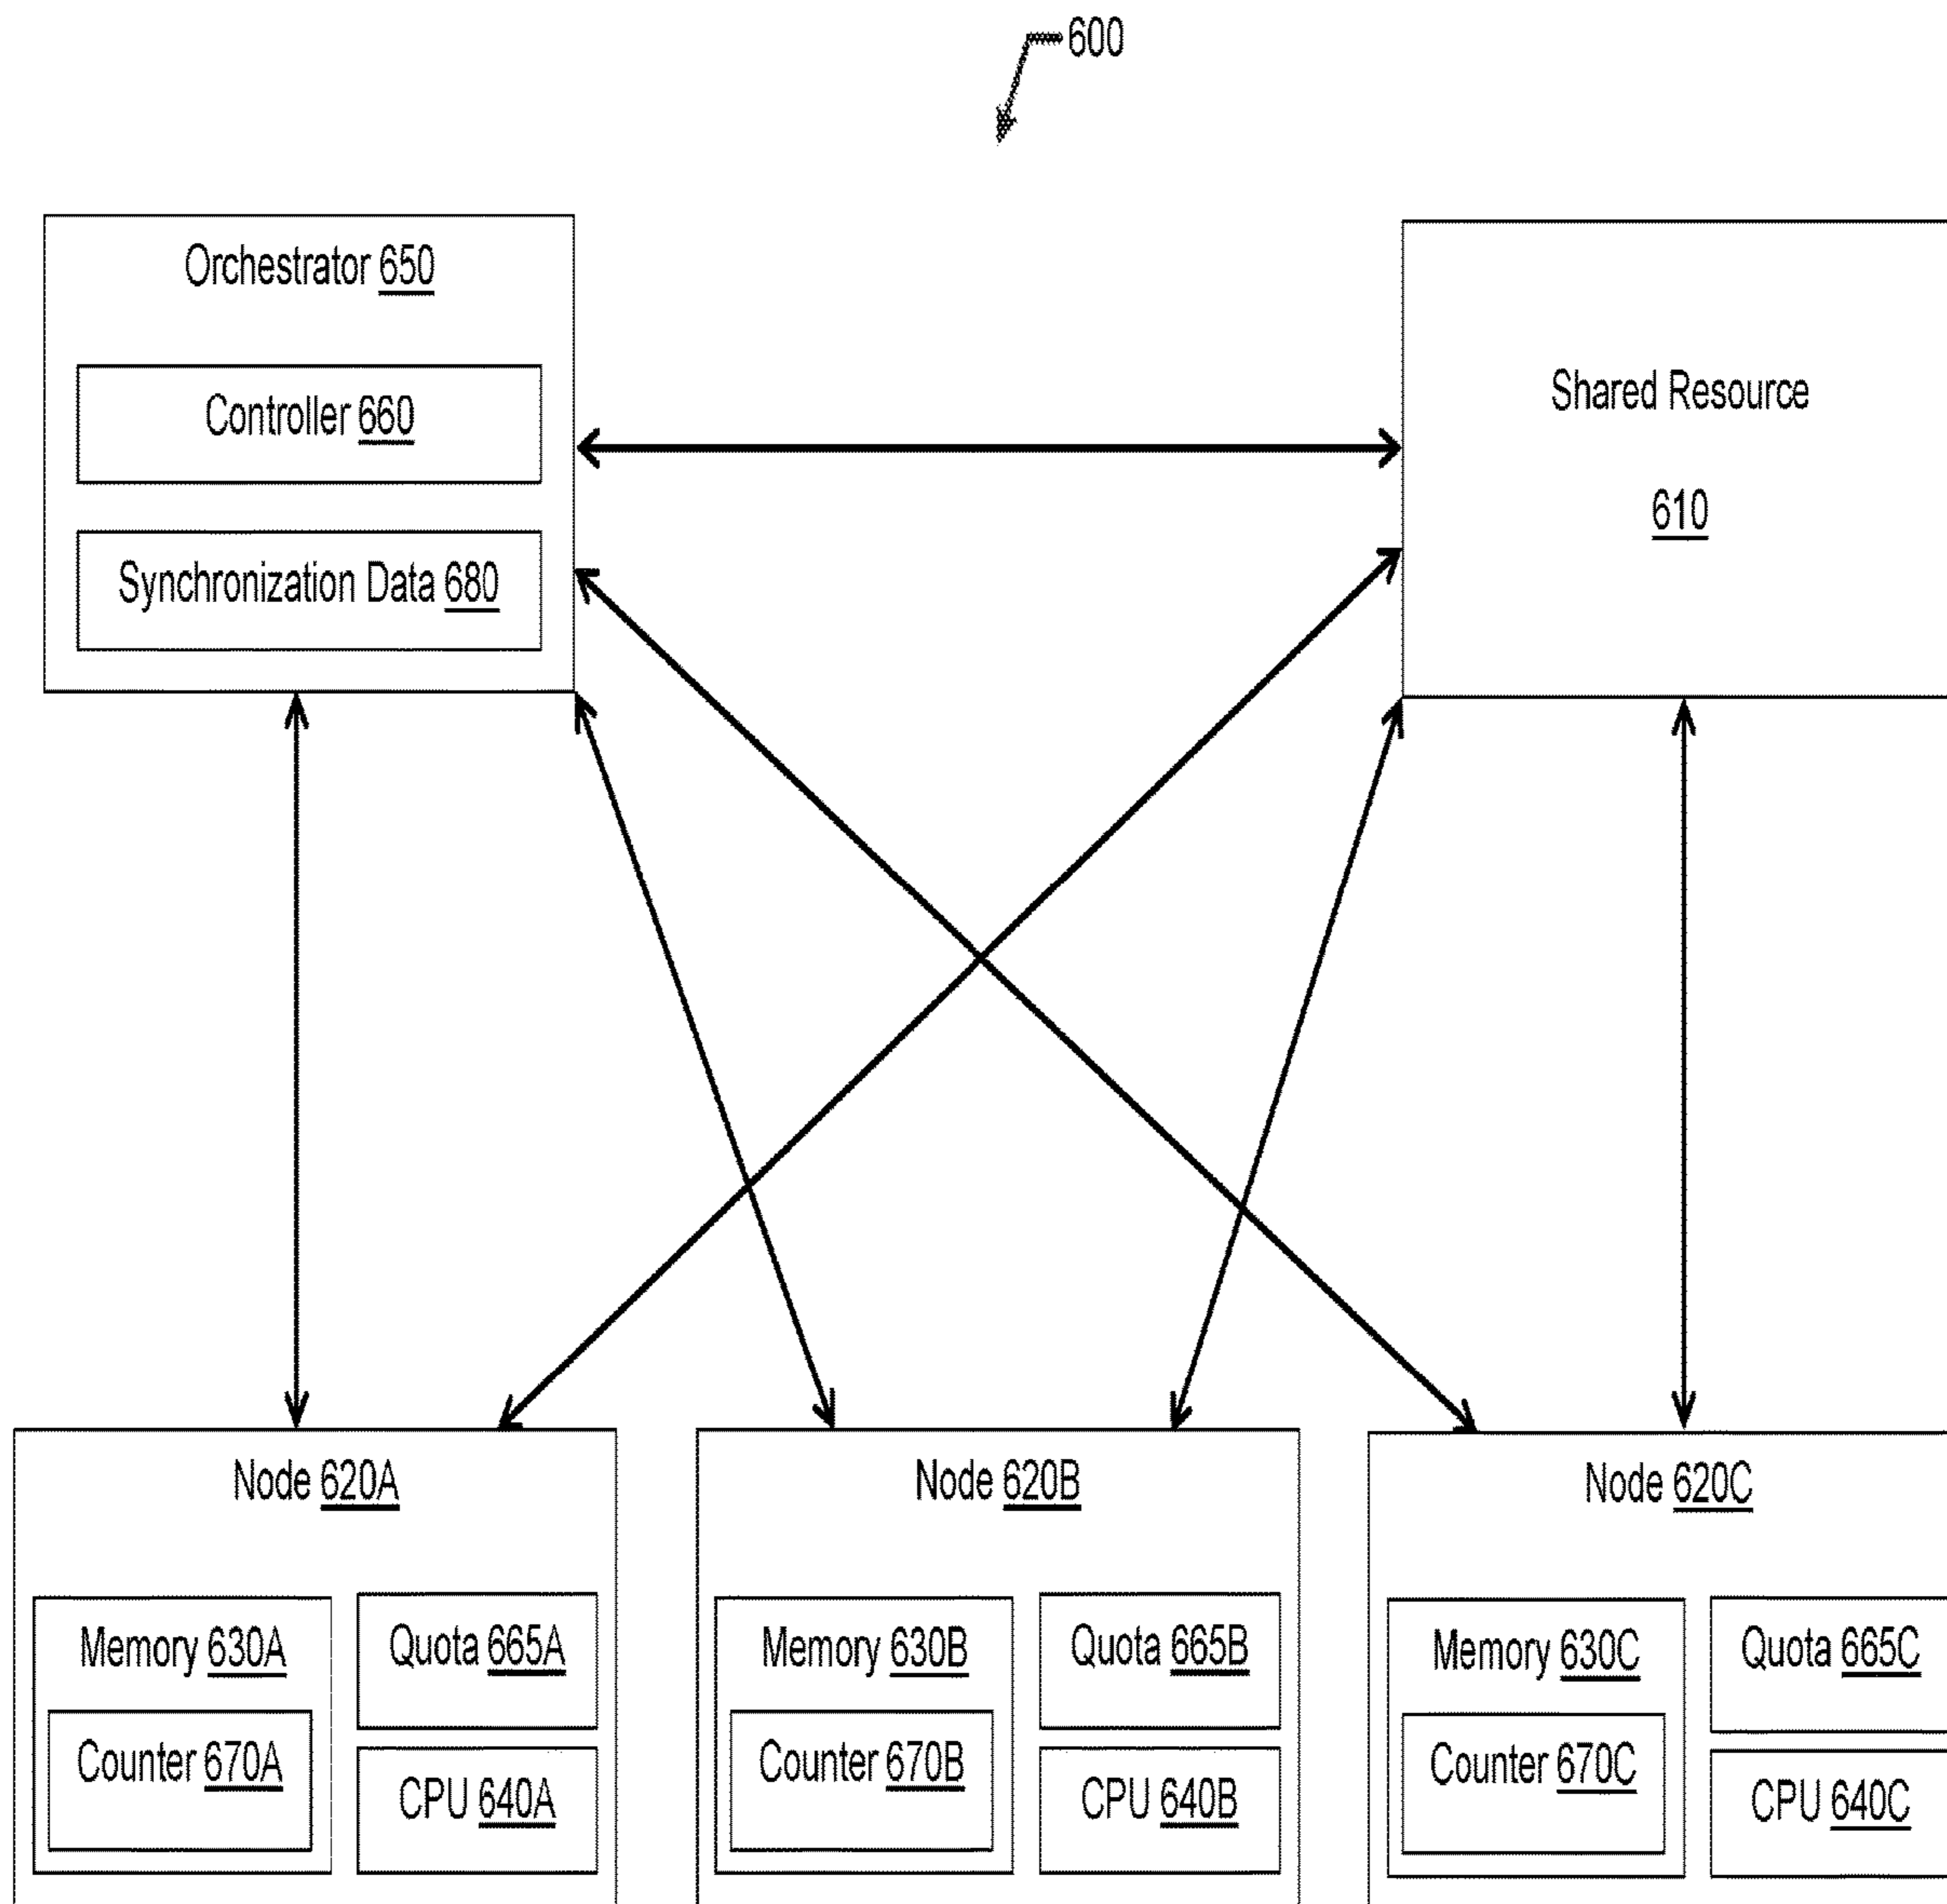 600
Orchestrator 650
Controller 660
Synchronization Data 680
Shared Resource
610
Node 620A
Memory 630A
Counter 670A
Quota 665A
CPU 640A
Node 620B
Memory 630B
Counter 670B
Quota 665B
CPU 640B
Node 620C
Memory 630C
Counter 670C
Quota 665C
CPU 640C